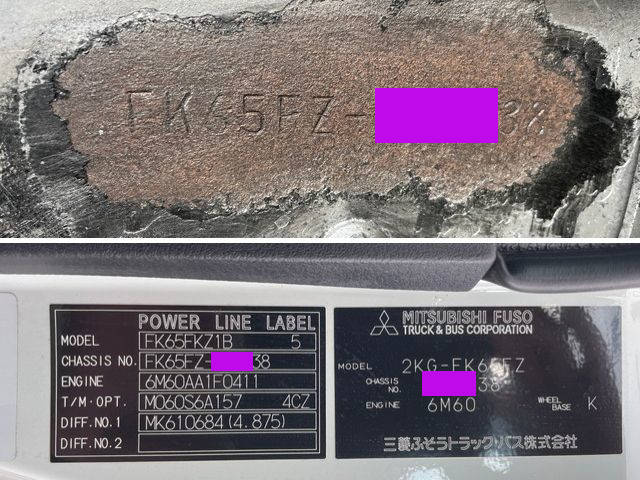 FK65FZ- 38
POWER LINE LABEL
MODEL FK65FKZ1B 5
CHASSIS NO. FK65FZ- 38
ENGINE 6M60AA1F0411
T/M·OPT. M060S6A157 4CZ
DIFF.NO.1 MK610684(4.875)
DIFF.NO.2
MITSUBISHI FUSO
TRUCK & BUS CORPORATION
MODEL 2KG-FK65FZ
CHASSIS NO. 38
ENGINE 6M60 WHEEL BASE K
三菱ふそうトラック・バス株式会社